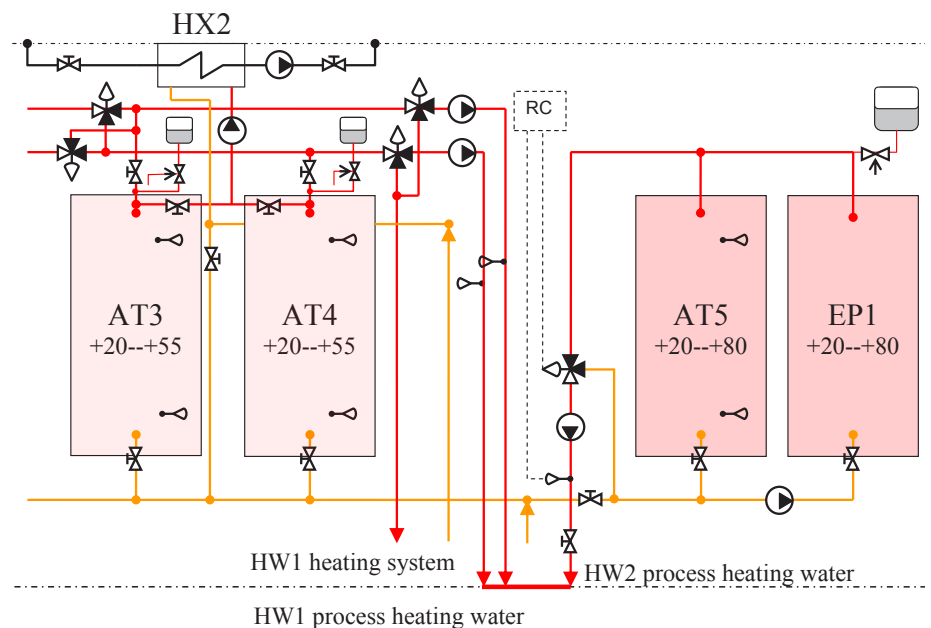 HX2
RC
AT3
+20--+55
AT4
+20--+55
AT5
+20--+80
EP1
+20--+80
HW1 heating system
HW2 process heating water
HW1 process heating water